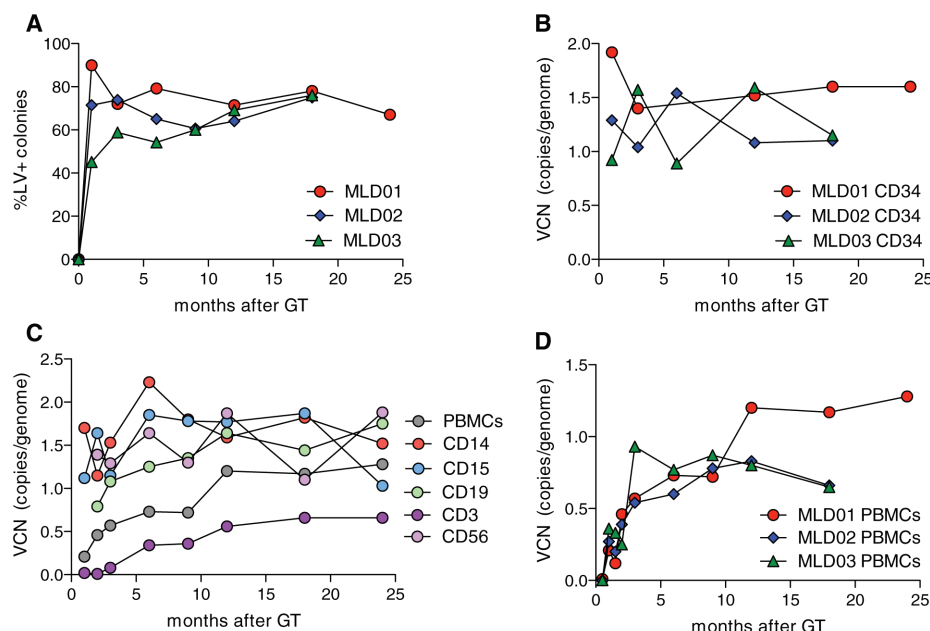 A
100
80
60
40
20
0
%LV+ colonies
MLD01
MLD02
MLD03
0 5 10 15 20 25
months after GT
B
2.0
1.5
1.0
0.5
0.0
VCN (copies/genome)
MLD01 CD34
MLD02 CD34
MLD03 CD34
0 5 10 15 20 25
months after GT
C
2.5
2.0
1.5
1.0
0.5
0.0
VCN (copies/genome)
PBMCs
CD14
CD15
CD19
CD3
CD56
0 5 10 15 20 25
months after GT
D
1.5
1.0
0.5
0.0
VCN (copies/genome)
MLD01 PBMCs
MLD02 PBMCs
MLD03 PBMCs
0 5 10 15 20 25
months after GT